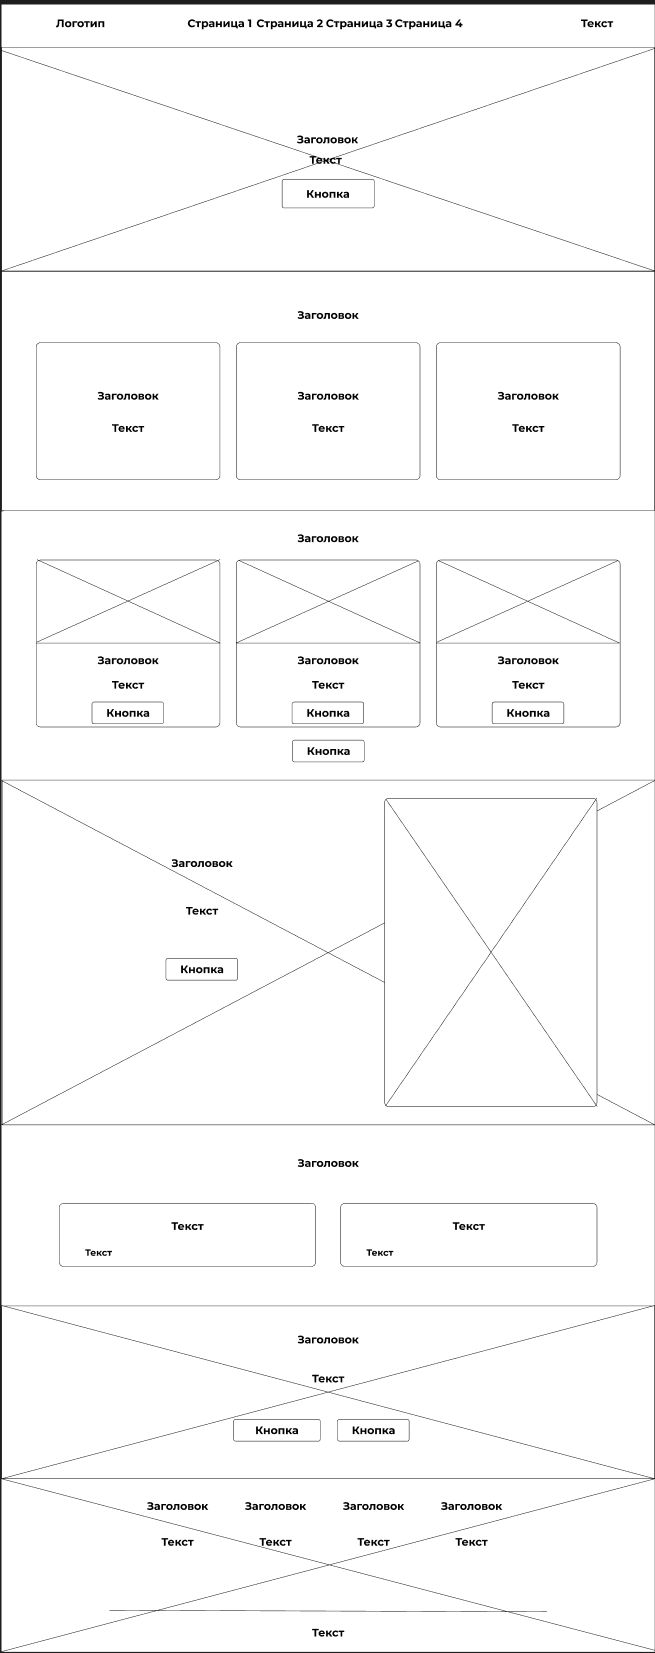 Логотип Страница 1 Страница 2 Страница 3 Страница 4 Текст
Заголовок
Текст
Кнопка
Заголовок
Заголовок Заголовок Заголовок
Текст Текст Текст
Заголовок
Заголовок Заголовок Заголовок
Текст Текст Текст
Кнопка Кнопка Кнопка
Кнопка
Заголовок
Текст
Кнопка
Заголовок
Текст Текст
Текст Текст
Заголовок
Текст
Кнопка Кнопка
Заголовок Заголовок Заголовок Заголовок
Текст Текст Текст Текст
Текст